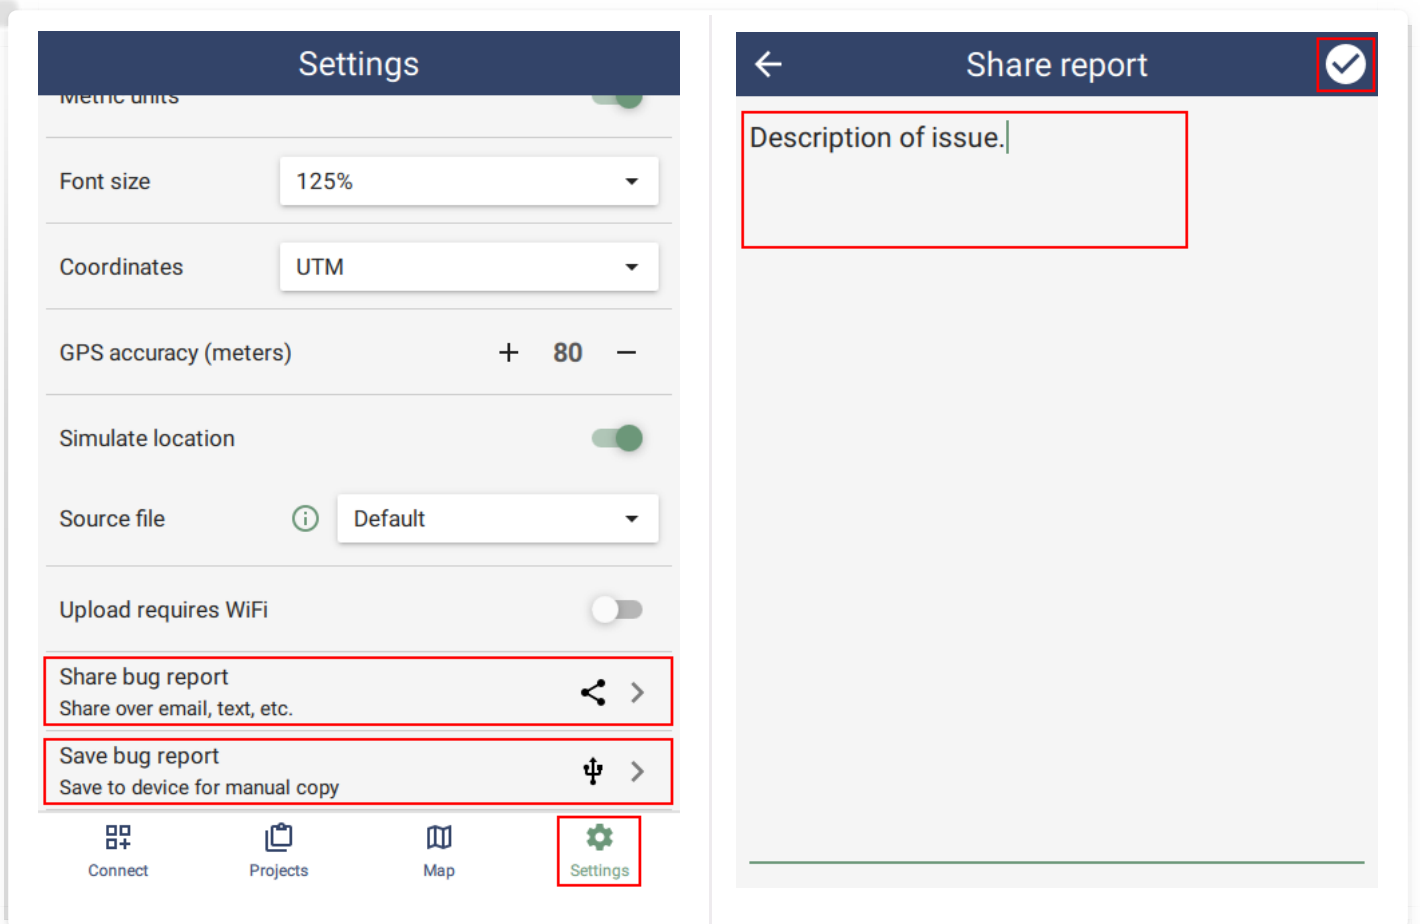 Settings
Metric units
Font size
125%
Coordinates
UTM
GPS accuracy (meters)
+ 80 −
Simulate location
Source file
Default
Upload requires WiFi
Share bug report
Share over email, text, etc.
Save bug report
Save to device for manual copy
Connect
Projects
Map
Settings
Share report
Description of issue.